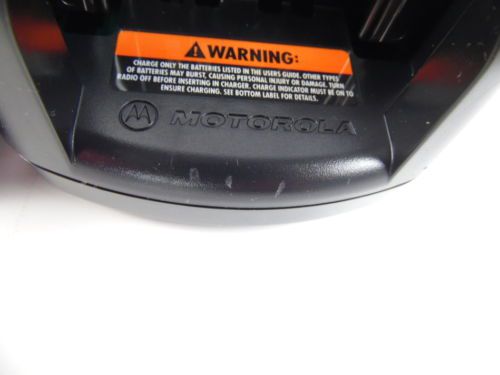 WARNING:
CHARGE ONLY THE BATTERIES LISTED IN THE USERS GUIDE, OTHER TYPES
OF BATTERIES MAY BURST, CAUSING PERSONAL INJURY OR DAMAGE. TURN
RADIO OFF BEFORE INSERTING IN CHARGER. CHARGE INDICATOR MUST BE ON TO
ENSURE CHARGING. SEE BOTTOM LABEL FOR DETAILS.
MOTOROLA